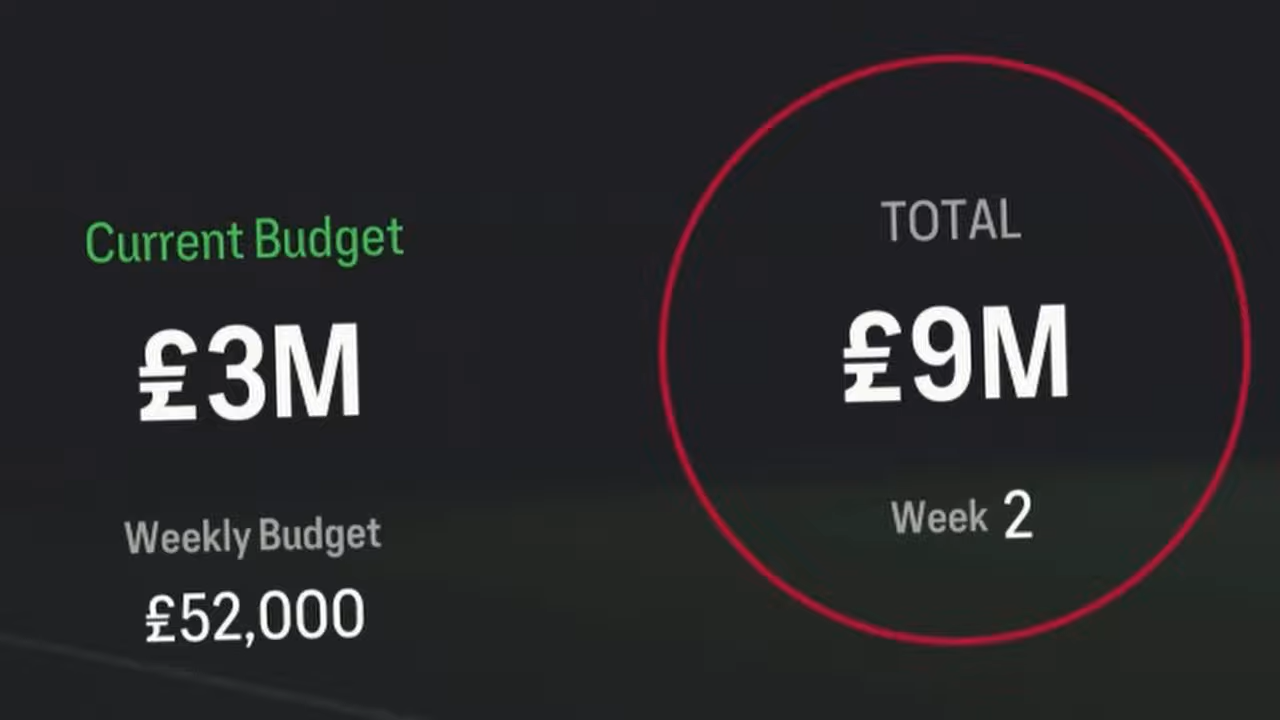 Current Budget
£3M
Weekly Budget
£52,000
TOTAL
£9M
Week 2